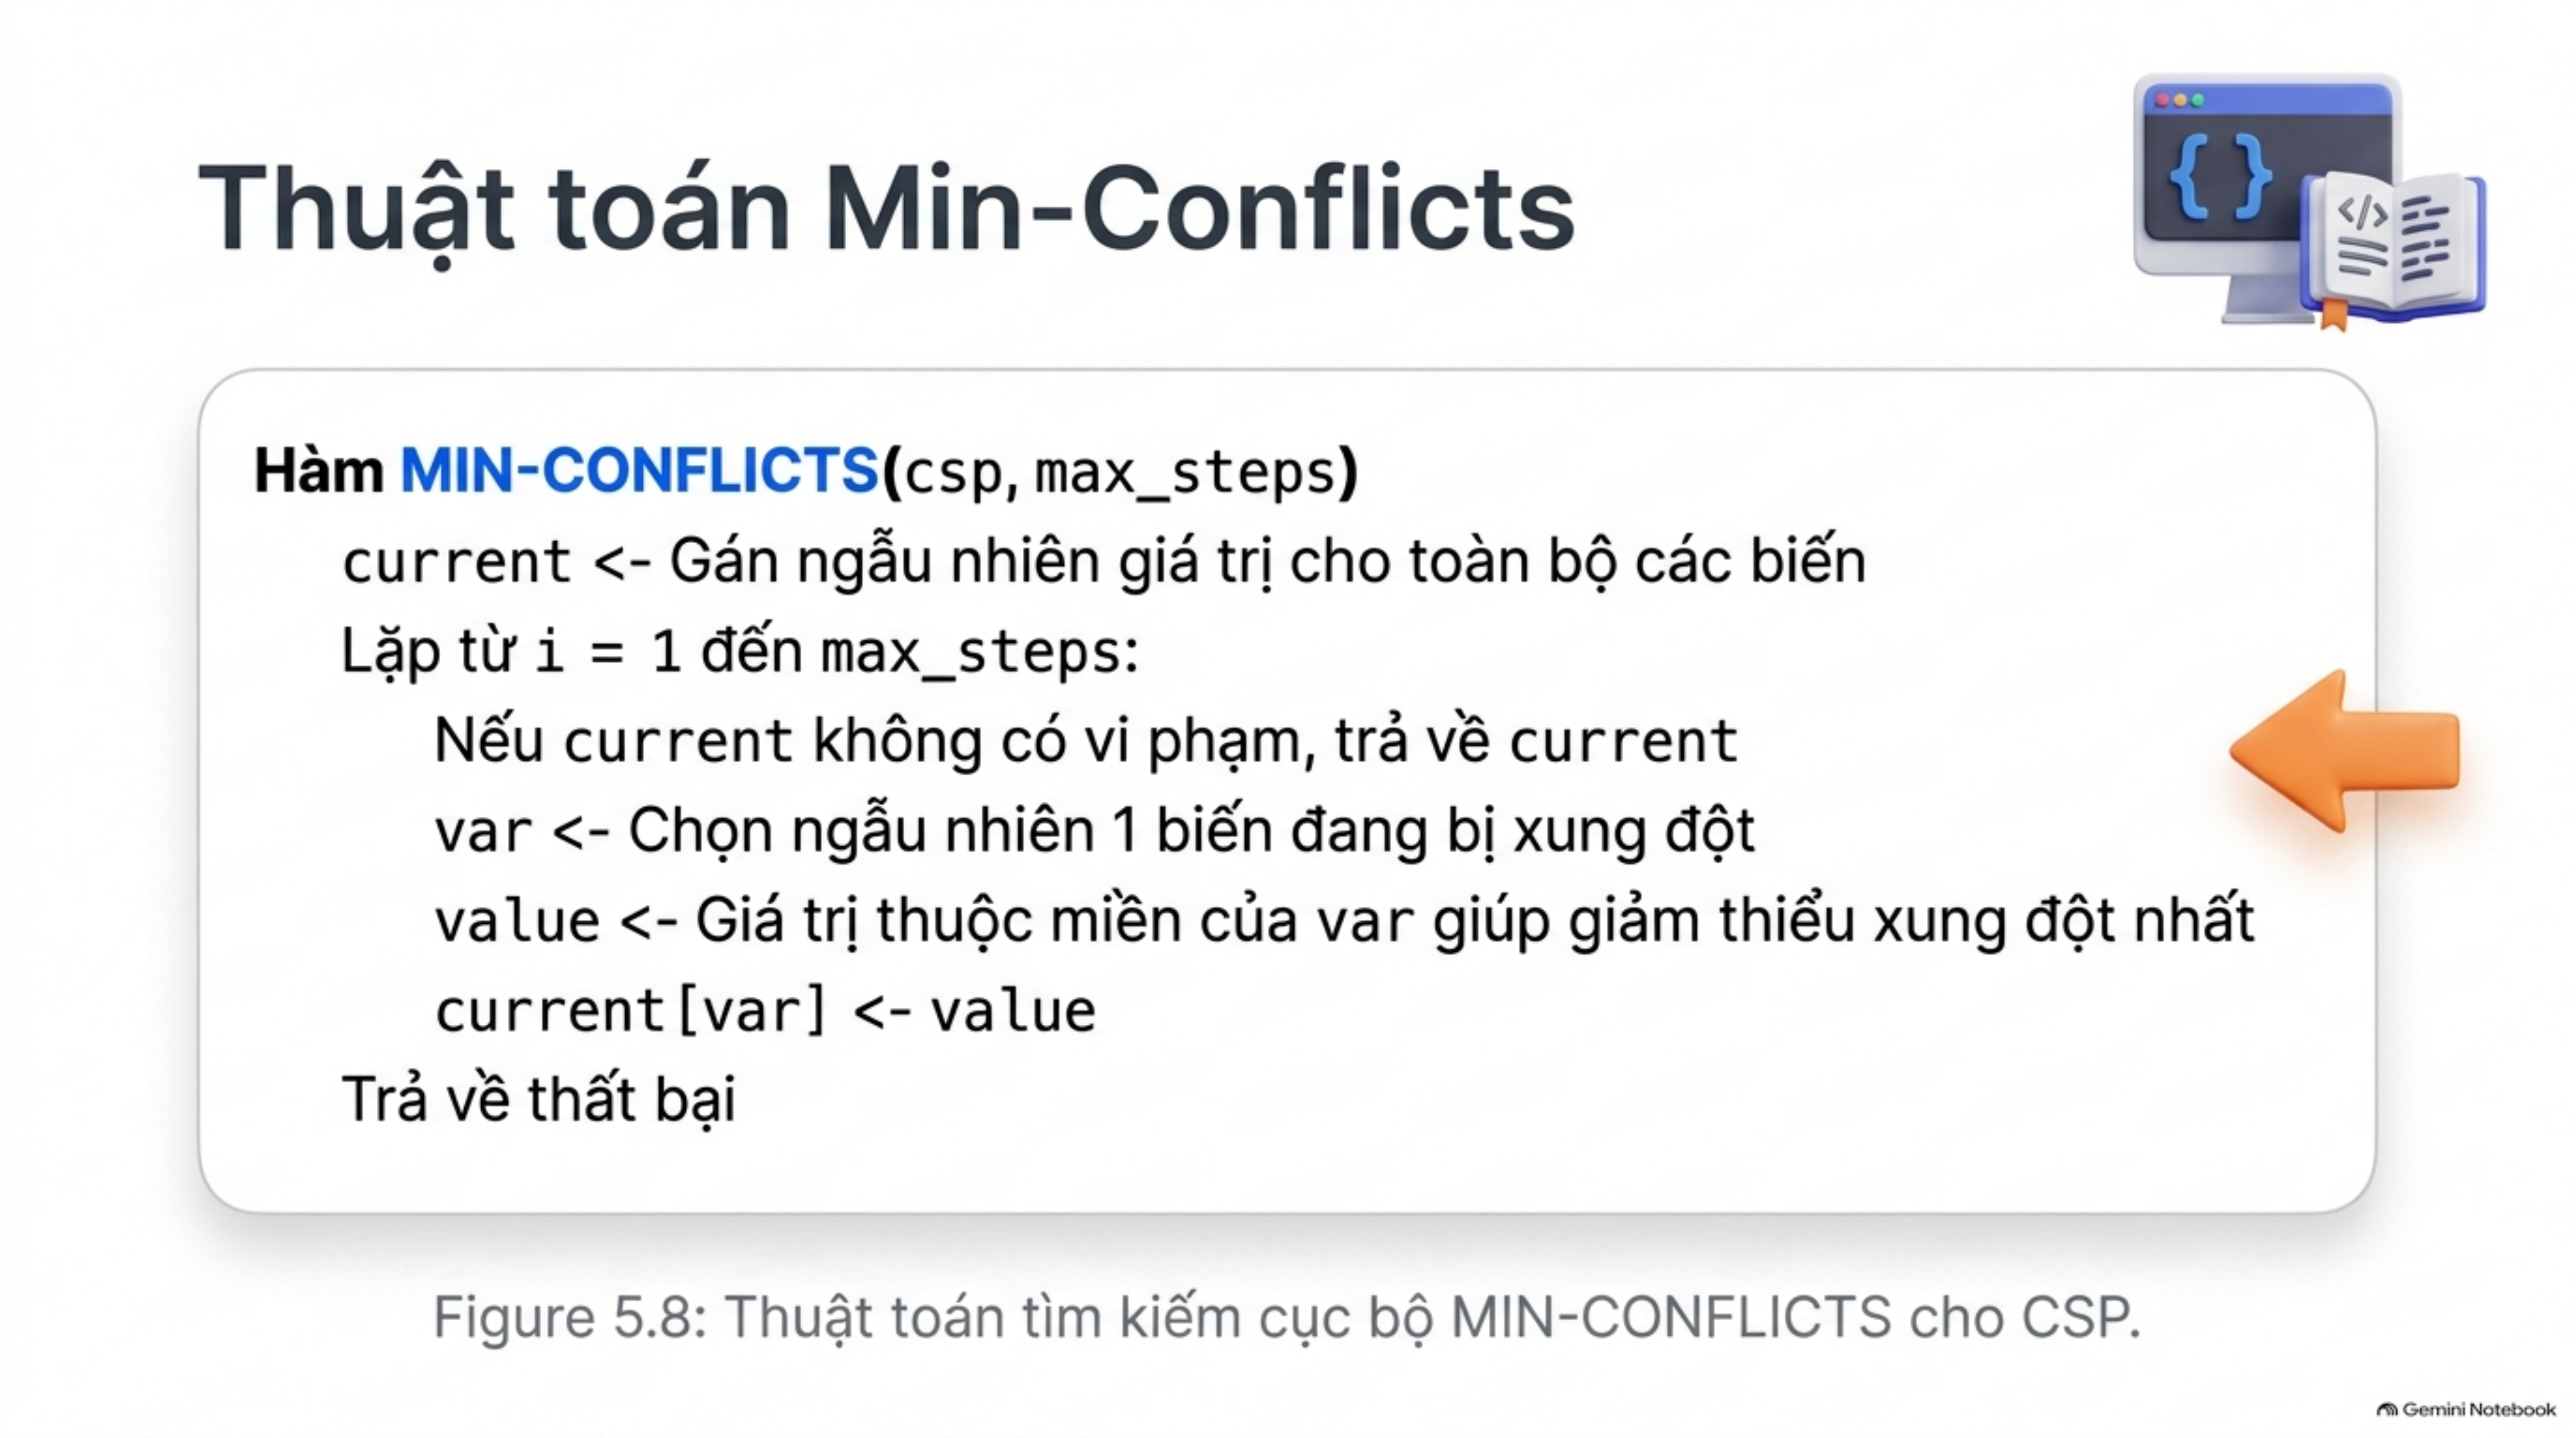 Thuật toán Min-Conflicts
{ }
</>
Hàm MIN-CONFLICTS(csp, max_steps)
current <- Gán ngẫu nhiên giá trị cho toàn bộ các biến
Lặp từ i = 1 đến max_steps:
Nếu current không có vi phạm, trả về current
var <- Chọn ngẫu nhiên 1 biến đang bị xung đột
value <- Giá trị thuộc miền của var giúp giảm thiểu xung đột nhất
current[var] <- value
Trả về thất bại
Figure 5.8: Thuật toán tìm kiếm cục bộ MIN-CONFLICTS cho CSP.
Gemini Notebook